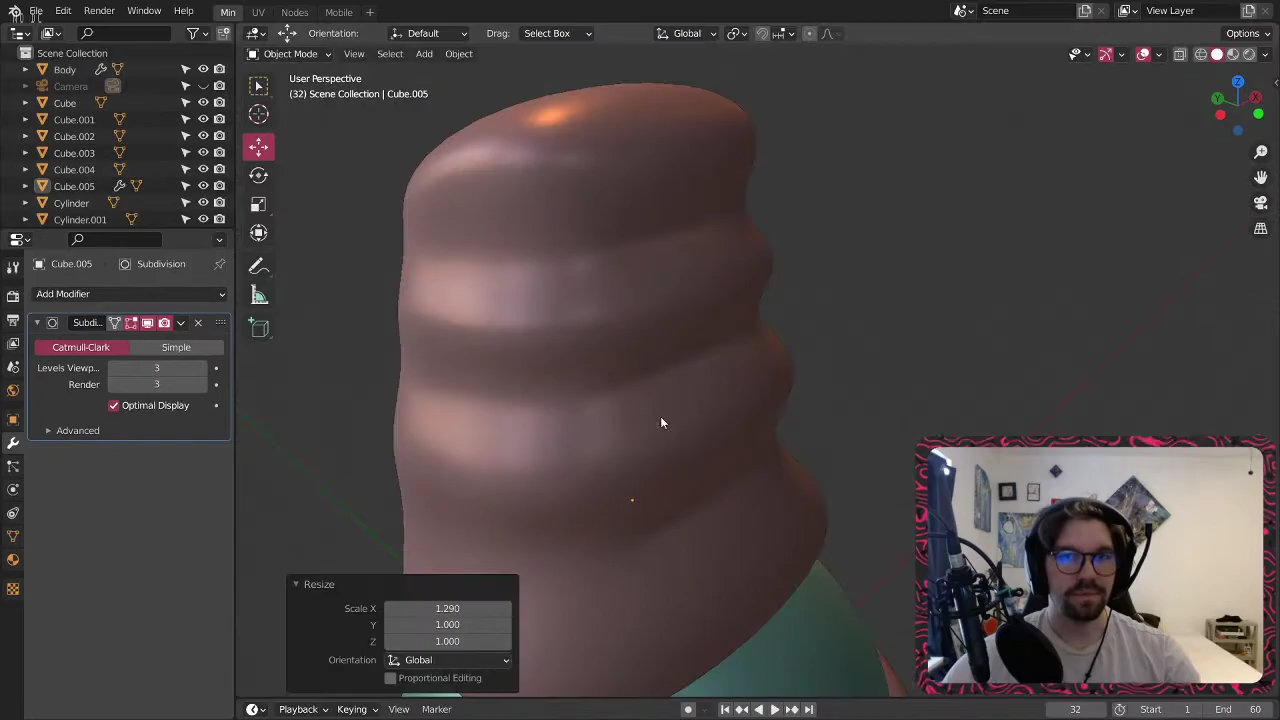 File Edit Render Window Help Min UV Nodes Mobile + Scene View Layer
Orientation: Default Drag: Select Box Global Options
Object Mode View Select Add Object
Scene Collection
Body
Camera
Cube
Cube.001
Cube.002
Cube.003
Cube.004
Cube.005
Cylinder
Cylinder.001
User Perspective
(32) Scene Collection | Cube.005
Z
Y
X
Cube.005 Subdivision
Add Modifier
Subdi...
Catmull-Clark Simple
Levels Viewp... 3
Render 3
Optimal Display
Advanced
Resize
Scale X 1.290
Y 1.000
Z 1.000
Orientation Global
Proportional Editing
Playback Keying View Marker 32 Start 1 End 60